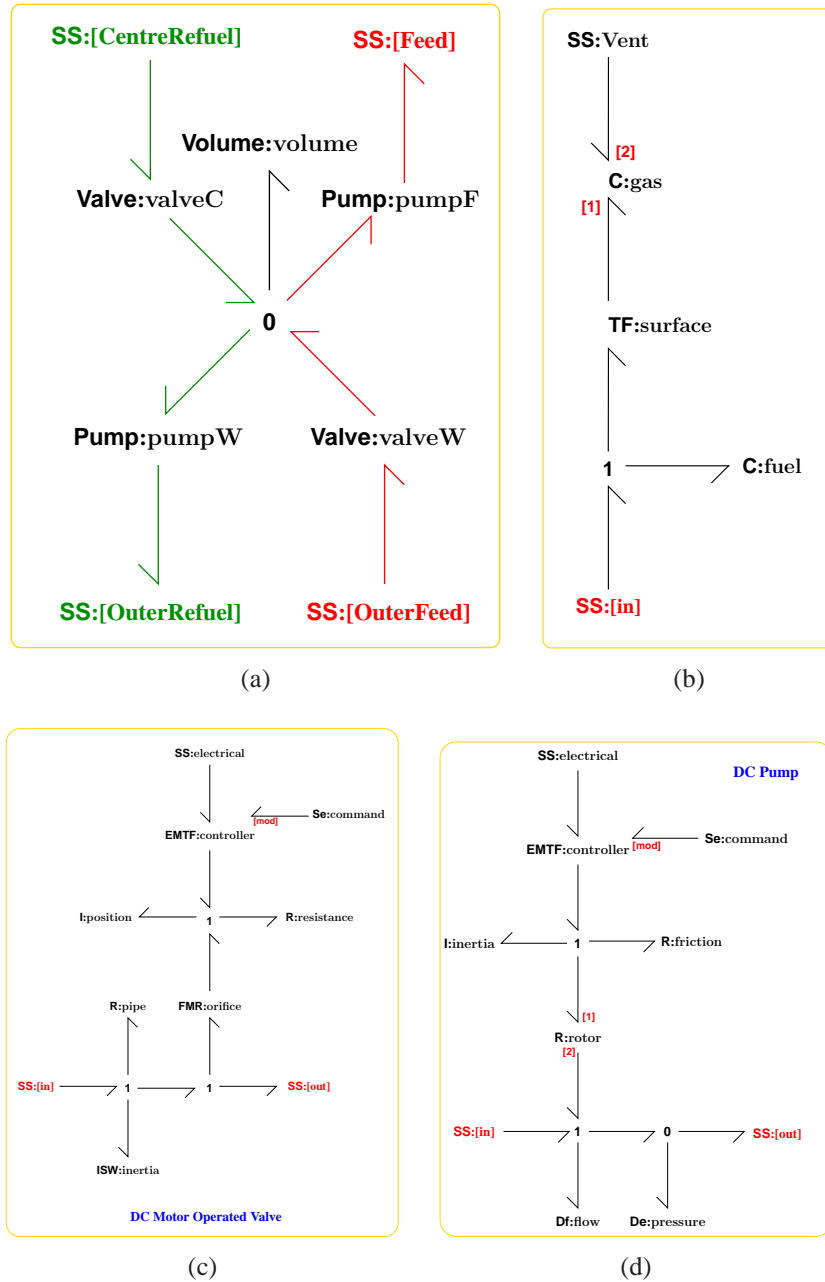 SS:[CentreRefuel] SS:[Feed]
Volume:volume
Valve:valveC Pump:pumpF
0
Pump:pumpW Valve:valveW
SS:[OuterRefuel] SS:[OuterFeed]
(a)
SS:Vent
[2]
C:gas
[1]
TF:surface
1 C:fuel
SS:[in]
(b)
SS:electrical
Se:command
[mod]
EMTF:controller
I:position 1 R:resistance
R:pipe FMR:orifice
SS:[in] 1 1 SS:[out]
ISW:inertia
DC Motor Operated Valve
(c)
SS:electrical
DC Pump
Se:command
EMTF:controller [mod]
I:inertia 1 R:friction
[1]
R:rotor
[2]
SS:[in] 1 0 SS:[out]
Df:flow De:pressure
(d)